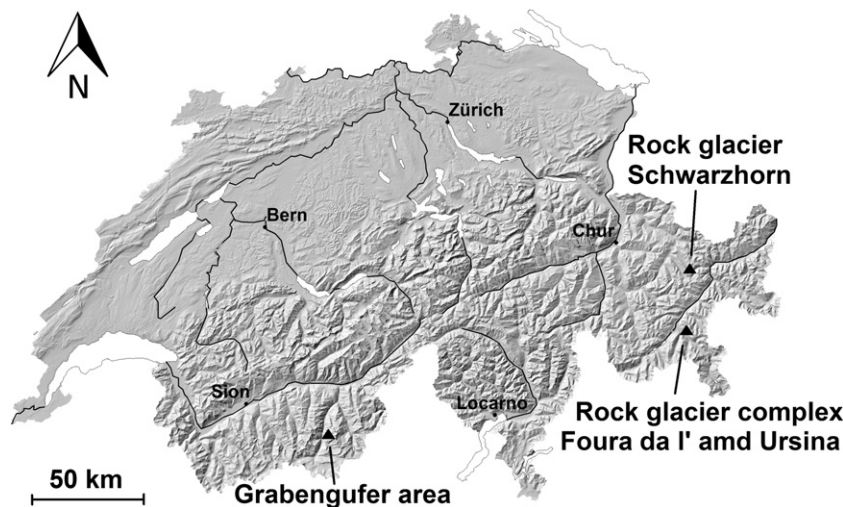 N
Zürich
Rock glacier
Schwarzhorn
Bern
Chur
Sion
Locarno
Rock glacier complex
Foura da l' amd Ursina
50 km
Grabengufer area